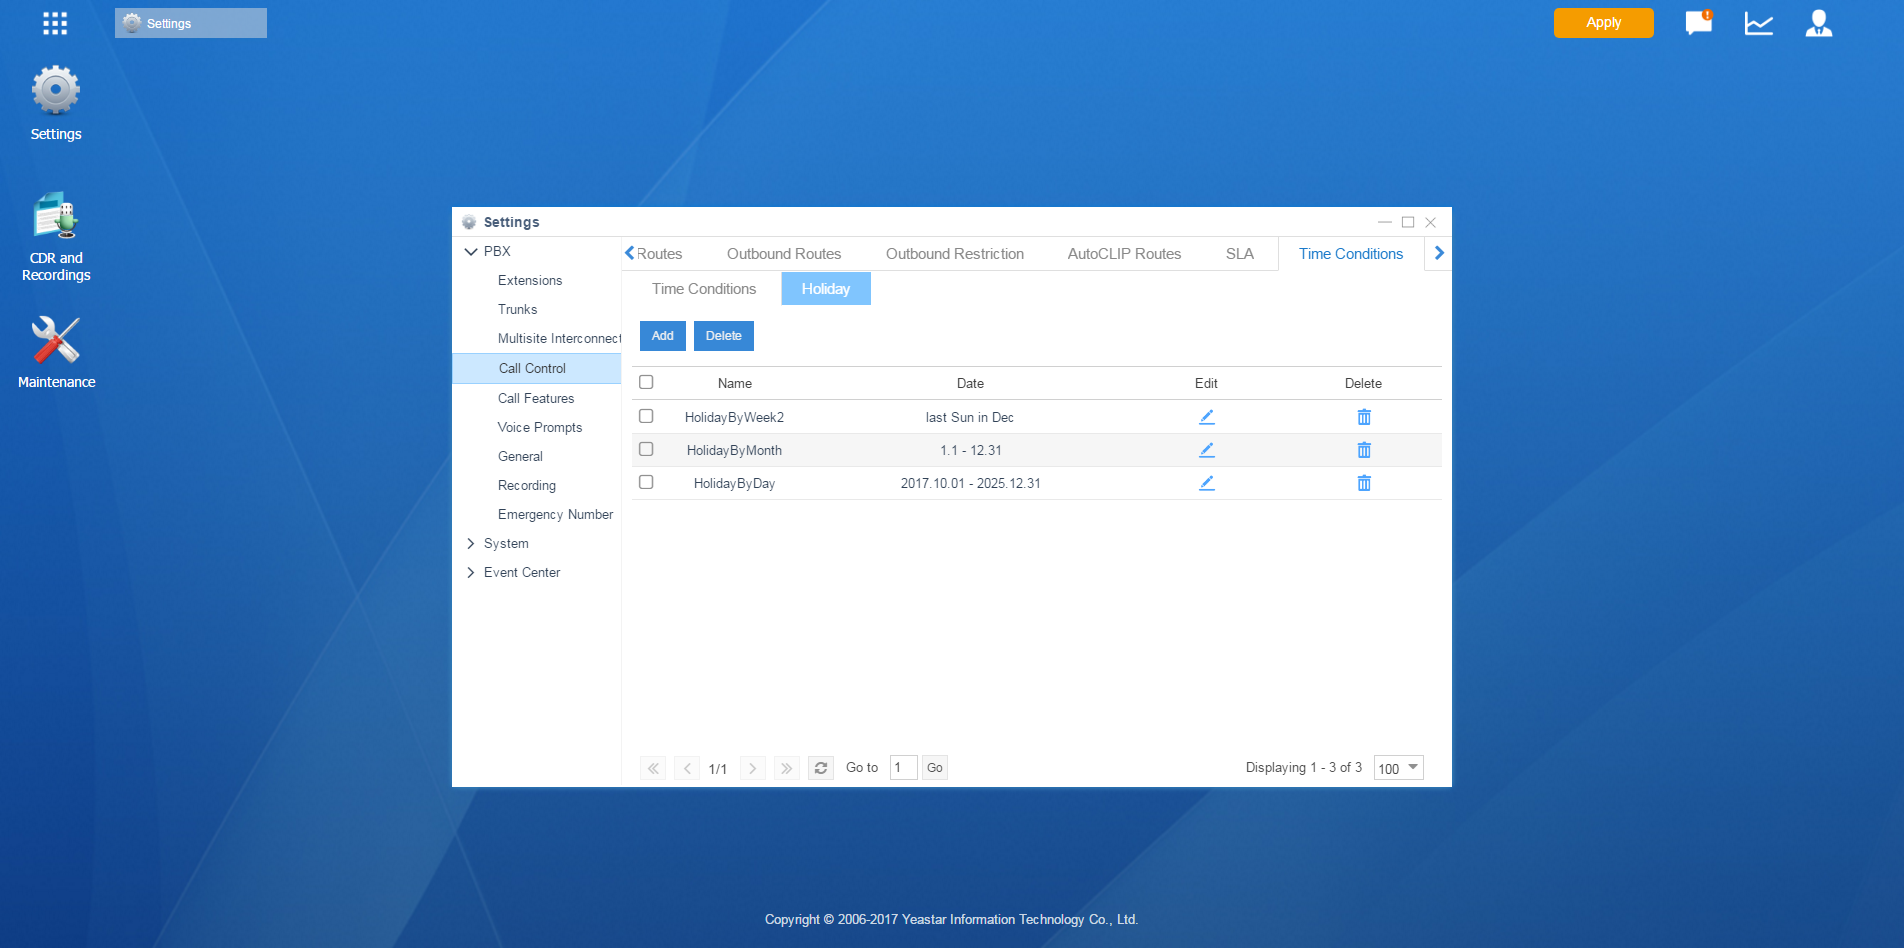 Settings
Apply
Settings
CDR and
Recordings
Maintenance
Settings
PBX
Extensions
Trunks
Multisite Interconnect
Call Control
Call Features
Voice Prompts
General
Recording
Emergency Number
System
Event Center
Routes Outbound Routes Outbound Restriction AutoCLIP Routes SLA Time Conditions
Time Conditions Holiday
Add Delete
Name Date Edit Delete
HolidayByWeek2 last Sun in Dec
HolidayByMonth 1.1 - 12.31
HolidayByDay 2017.10.01 - 2025.12.31
1/1 Go to 1 Go Displaying 1 - 3 of 3 100
Copyright © 2006-2017 Yeastar Information Technology Co., Ltd.